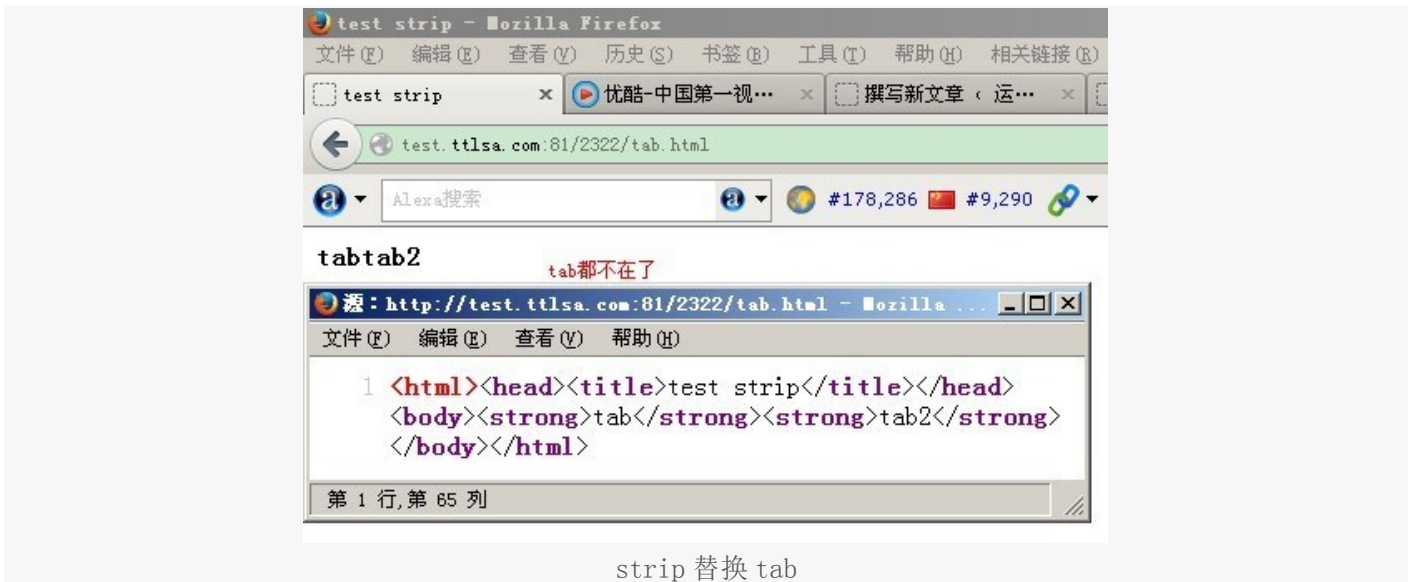 test strip - Mozilla Firefox
文件(F) 编辑(E) 查看(V) 历史(S) 书签(B) 工具(T) 帮助(H) 相关链接(R)
test strip × 优酷-中国第一视… × 撰写新文章 ‹ 运… ×
test.ttlsa.com:81/2322/tab.html
Alexa搜索 #178,286 #9,290
tabtab2
tab都不在了
源：http://test.ttlsa.com:81/2322/tab.html - Mozilla ...
文件(F) 编辑(E) 查看(V) 帮助(H)
1 <html><head><title>test strip</title></head>
<body><strong>tab</strong><strong>tab2</strong>
</body></html>
第 1 行,第 65 列
strip 替换 tab